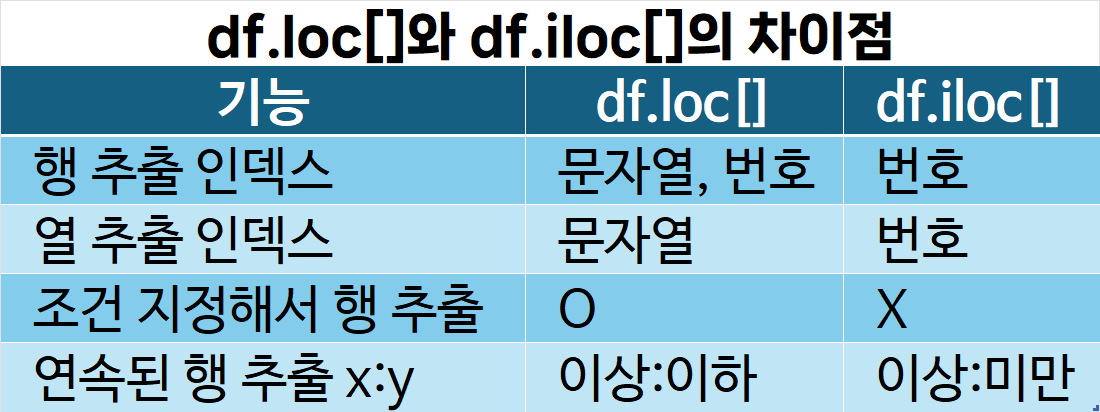 df.loc[]와 df.iloc[]의 차이점
기능 df.loc[] df.iloc[]
행 추출 인덱스 문자열, 번호 번호
열 추출 인덱스 문자열 번호
조건 지정해서 행 추출 O X
연속된 행 추출 x:y 이상:이하 이상:미만